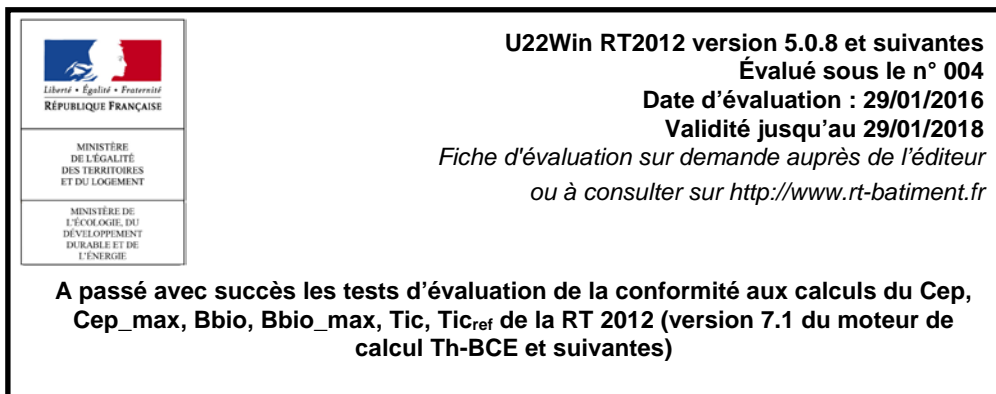 U22Win RT2012 version 5.0.8 et suivantes
Évalué sous le n° 004
Date d'évaluation : 29/01/2016
Validité jusqu'au 29/01/2018
Fiche d'évaluation sur demande auprès de l'éditeur
ou à consulter sur http://www.rt-batiment.fr
Liberté • Égalité • Fraternité
RÉPUBLIQUE FRANÇAISE
MINISTÈRE
DE L'ÉGALITÉ
DES TERRITOIRES
ET DU LOGEMENT
MINISTÈRE DE
L'ÉCOLOGIE, DU
DÉVELOPPEMENT
DURABLE ET DE
L'ÉNERGIE
A passé avec succès les tests d'évaluation de la conformité aux calculs du Cep,
Cep_max, Bbio, Bbio_max, Tic, Ticref de la RT 2012 (version 7.1 du moteur de
calcul Th-BCE et suivantes)